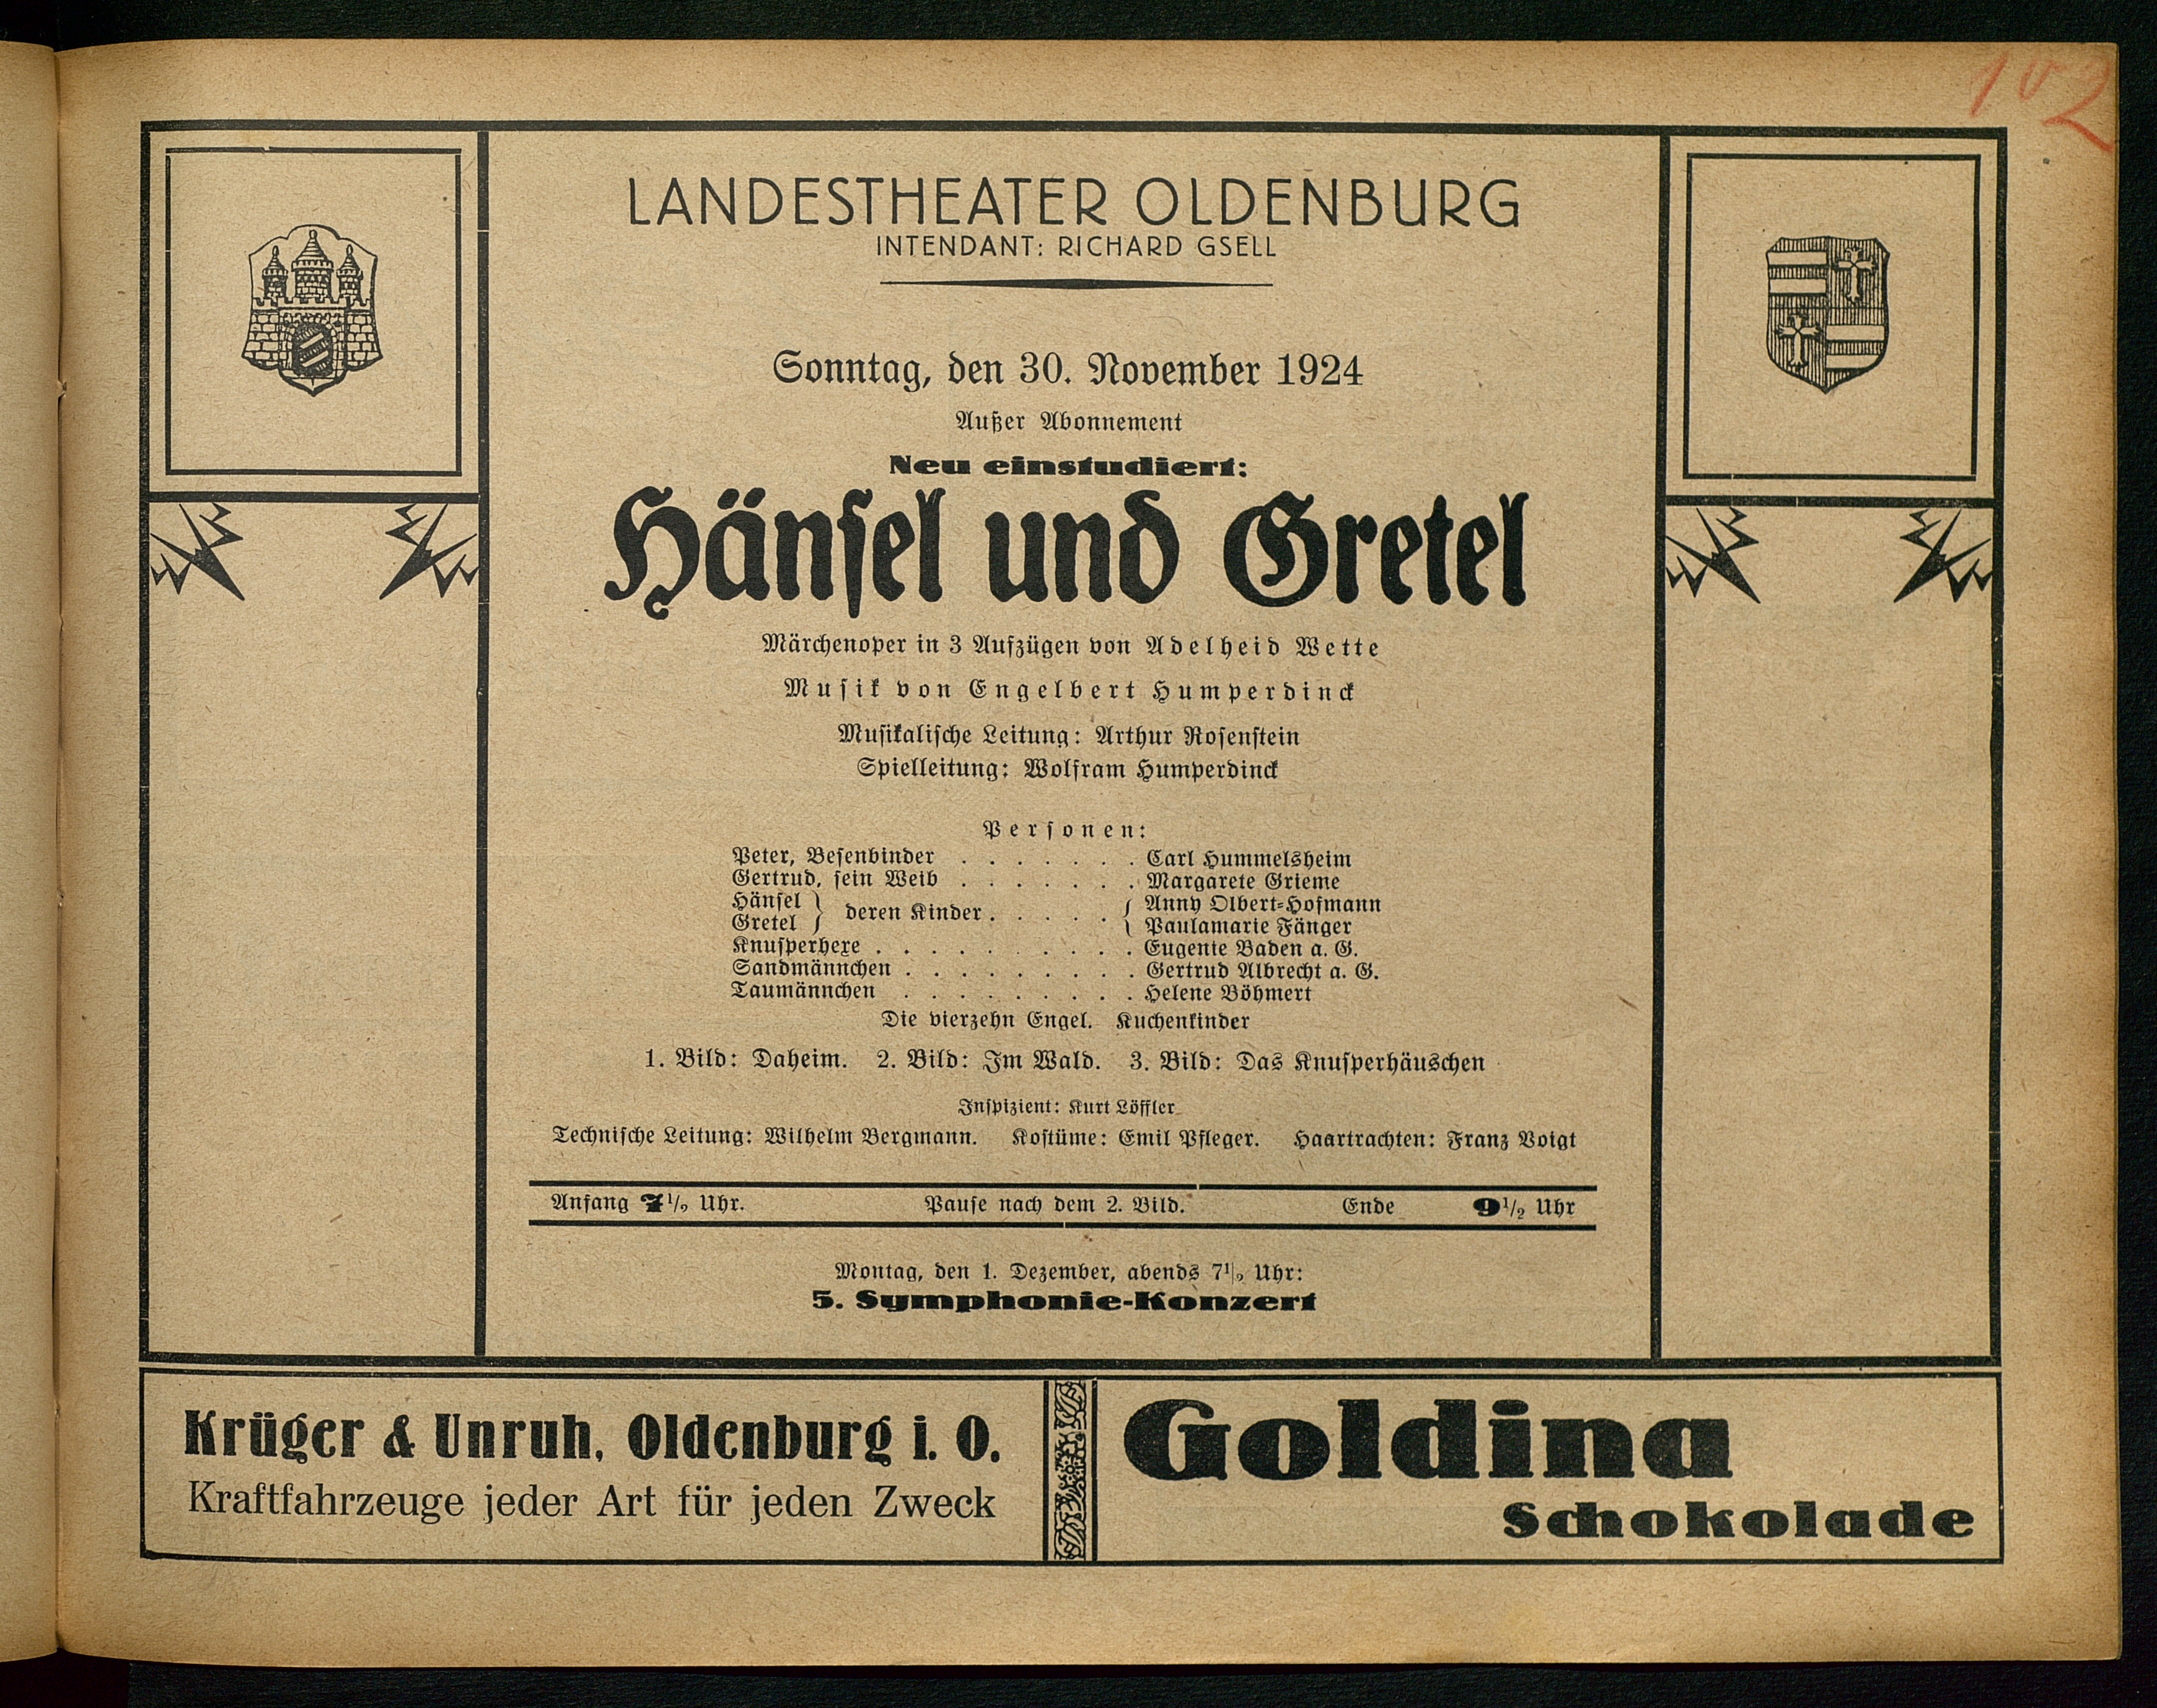 102
LANDESTHEATER OLDENBURG
INTENDANT: RICHARD GSELL
Sonntag, den 30. November 1924
Außer Abonnement
Neu einstudiert:
Hänsel und Gretel
Märchenoper in 3 Aufzügen von Adelheid Wette
Musik von Engelbert Humperdinck
Musikalische Leitung: Arthur Rosenstein
Spielleitung: Wolfram Humperdinck
Personen:
Peter, Besenbinder . . . . . . . Carl Hummelsheim
Gertrud, sein Weib . . . . . . . Margarete Grieme
Hänsel } deren Kinder . . . . . { Anny Olbert-Hofmann
Gretel } { Paulamarie Fänger
Knusperhexe . . . . . . . . . . Eugenie Baden a. G.
Sandmännchen . . . . . . . . . Gertrud Albrecht a. G.
Taumännchen . . . . . . . . . Helene Böhmert
Die vierzehn Engel. Kuchenkinder
1. Bild: Daheim. 2. Bild: Im Wald. 3. Bild: Das Knusperhäuschen
Inspizient: Kurt Löffler
Technische Leitung: Wilhelm Bergmann. Kostüme: Emil Pfleger. Haartrachten: Franz Voigt
Anfang 7 1/2 Uhr. Pause nach dem 2. Bild. Ende 9 1/2 Uhr
Montag, den 1. Dezember, abends 7 1/2 Uhr:
5. Symphonie-Konzert
Krüger & Unruh, Oldenburg i. O.
Kraftfahrzeuge jeder Art für jeden Zweck
Goldina
Schokolade